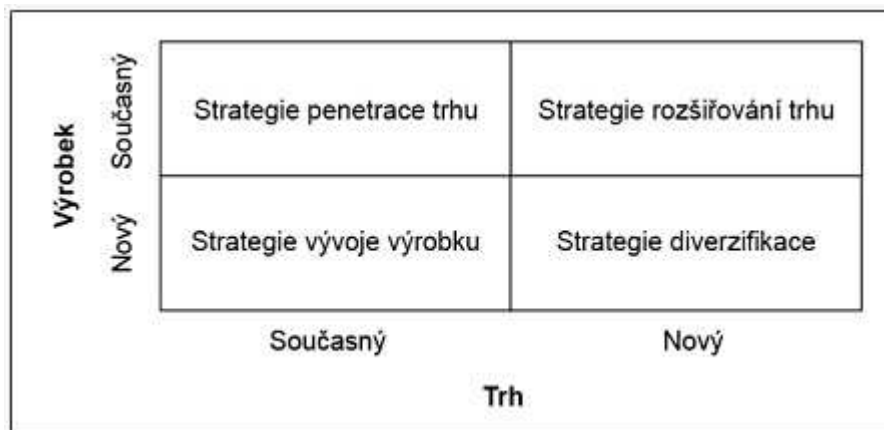 Výrobek
Současný
Strategie penetrace trhu
Strategie rozšiřování trhu
Nový
Strategie vývoje výrobku
Strategie diverzifikace
Současný
Nový
Trh